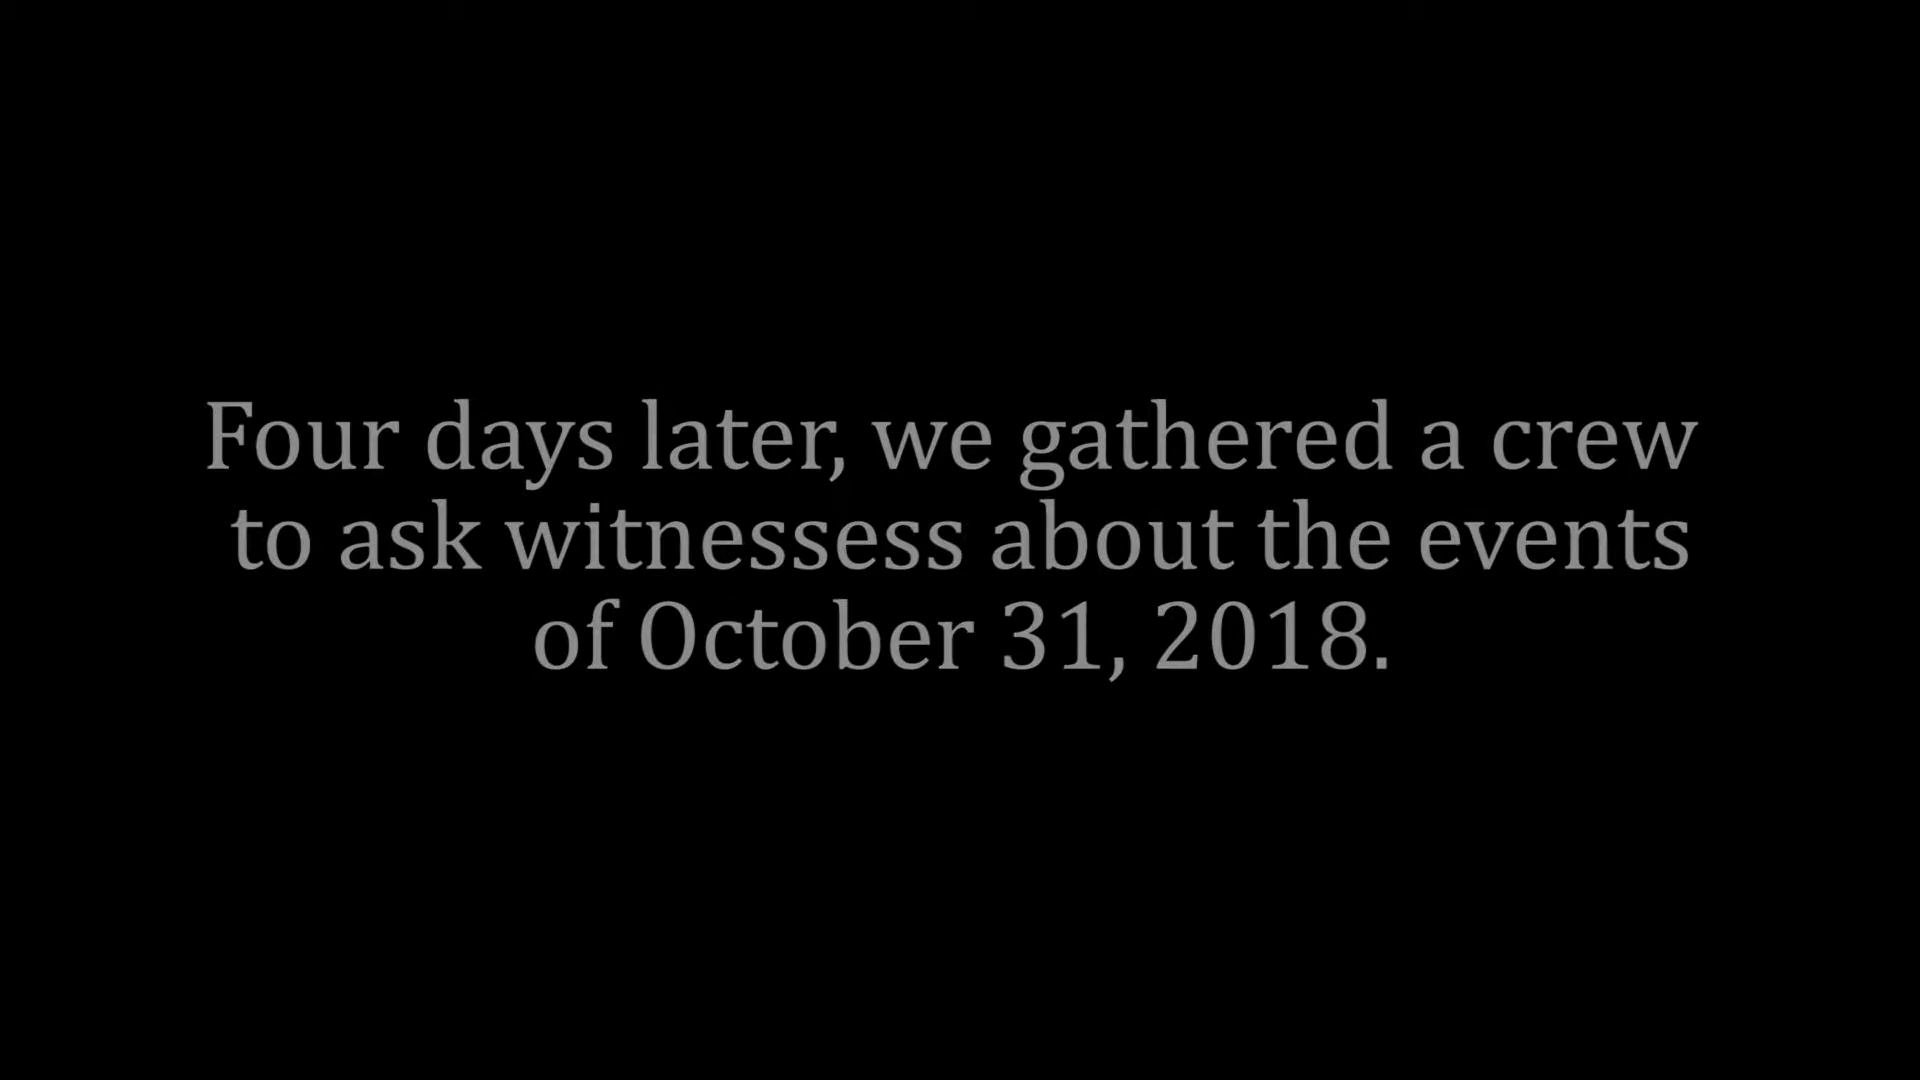 Four days later, we gathered a crew
to ask witnessess about the events
of October 31, 2018.